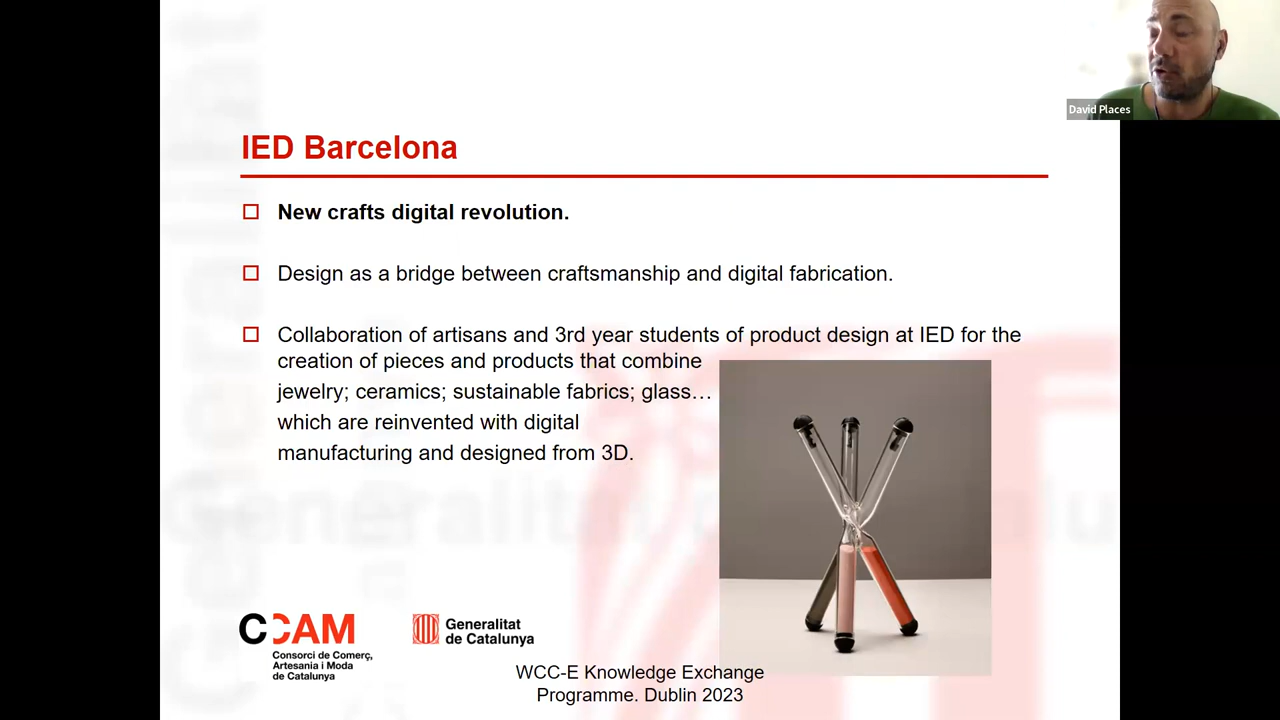 David Places
IED Barcelona
New crafts digital revolution.
Design as a bridge between craftsmanship and digital fabrication.
Collaboration of artisans and 3rd year students of product design at IED for the
creation of pieces and products that combine
jewelry; ceramics; sustainable fabrics; glass…
which are reinvented with digital
manufacturing and designed from 3D.
CCAM
Consorci de Comerç,
Artesania i Moda
de Catalunya
Generalitat
de Catalunya
WCC-E Knowledge Exchange
Programme. Dublin 2023